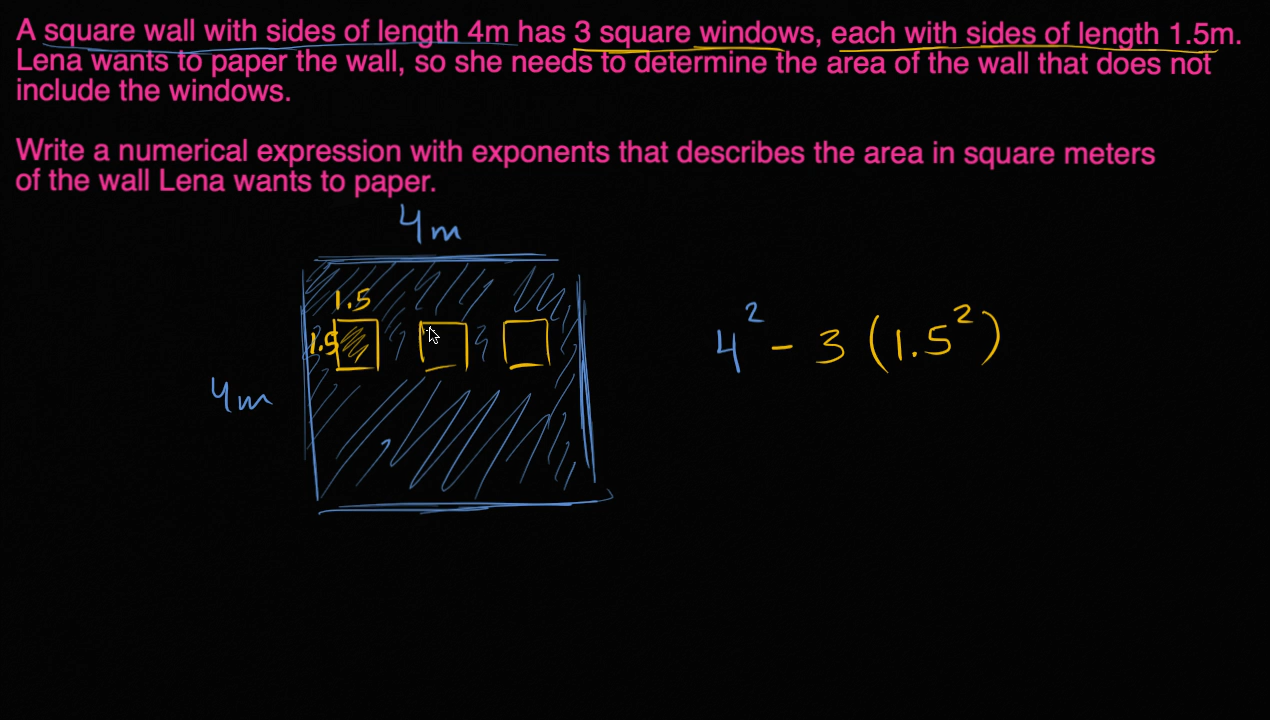 A square wall with sides of length 4m has 3 square windows, each with sides of length 1.5m.
Lena wants to paper the wall, so she needs to determine the area of the wall that does not
include the windows.
Write a numerical expression with exponents that describes the area in square meters
of the wall Lena wants to paper.
4m
1.5
1.5
4m
4² - 3 (1.5²)